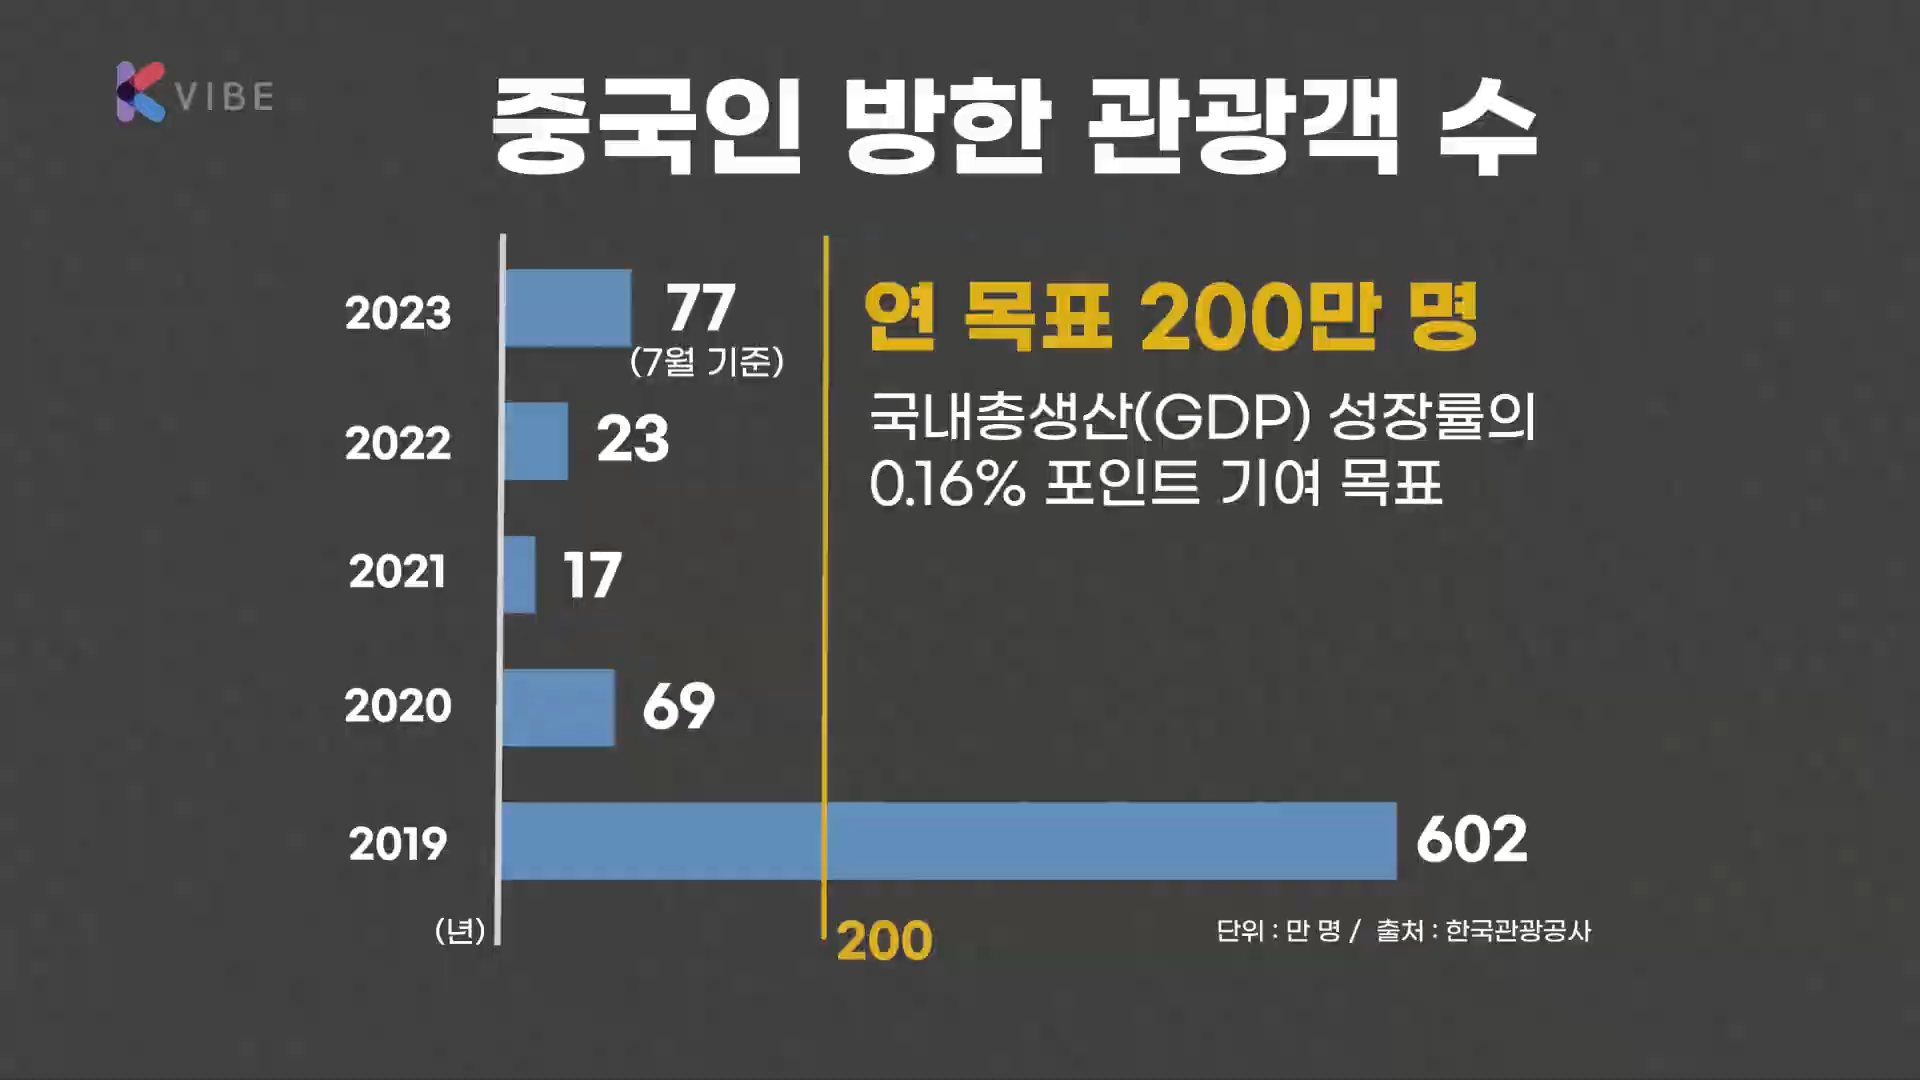 K VIBE
중국인 방한 관광객 수
2023
77
(7월 기준)
연 목표 200만 명
국내총생산(GDP) 성장률의
0.16% 포인트 기여 목표
2022
23
2021
17
2020
69
2019
602
(년)
200
단위 : 만 명 / 출처 : 한국관광공사